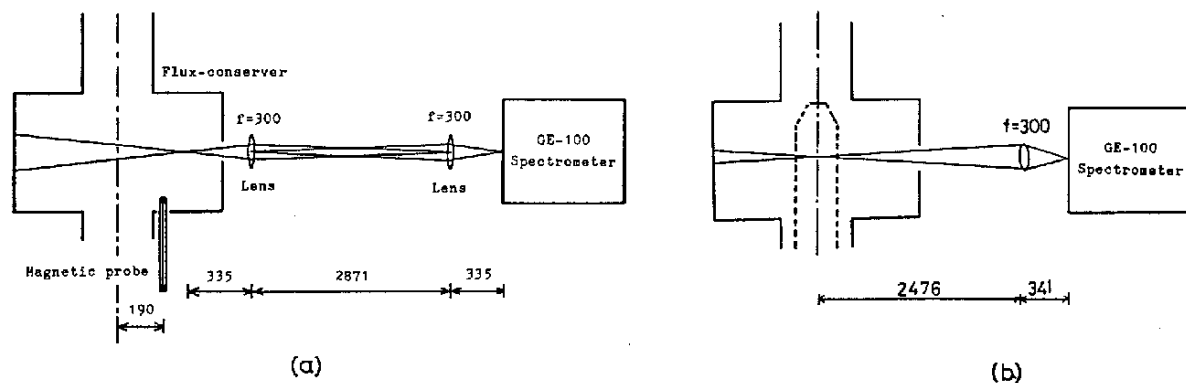 Flux-conserver
f=300
f=300
GE-100
Spectrometer
Lens
Lens
Magnetic probe
335
2871
335
190
(a)
f=300
GE-100
Spectrometer
2476
341
(b)